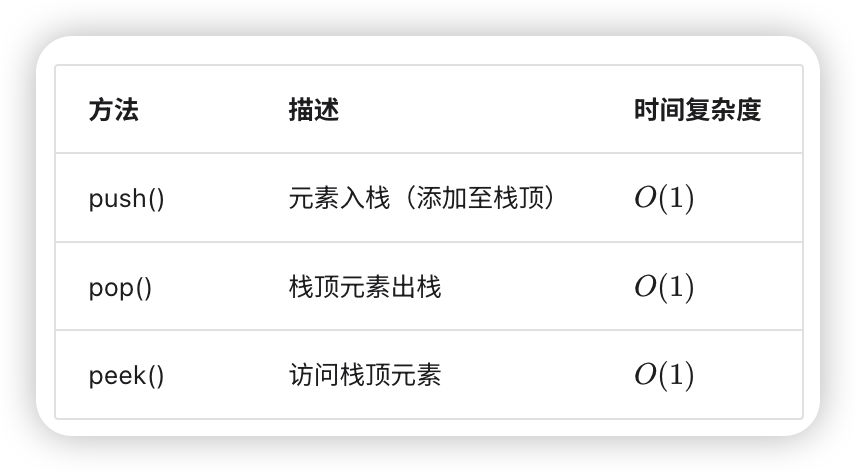 方法 描述 时间复杂度
push() 元素入栈（添加至栈顶） O(1)
pop() 栈顶元素出栈 O(1)
peek() 访问栈顶元素 O(1)